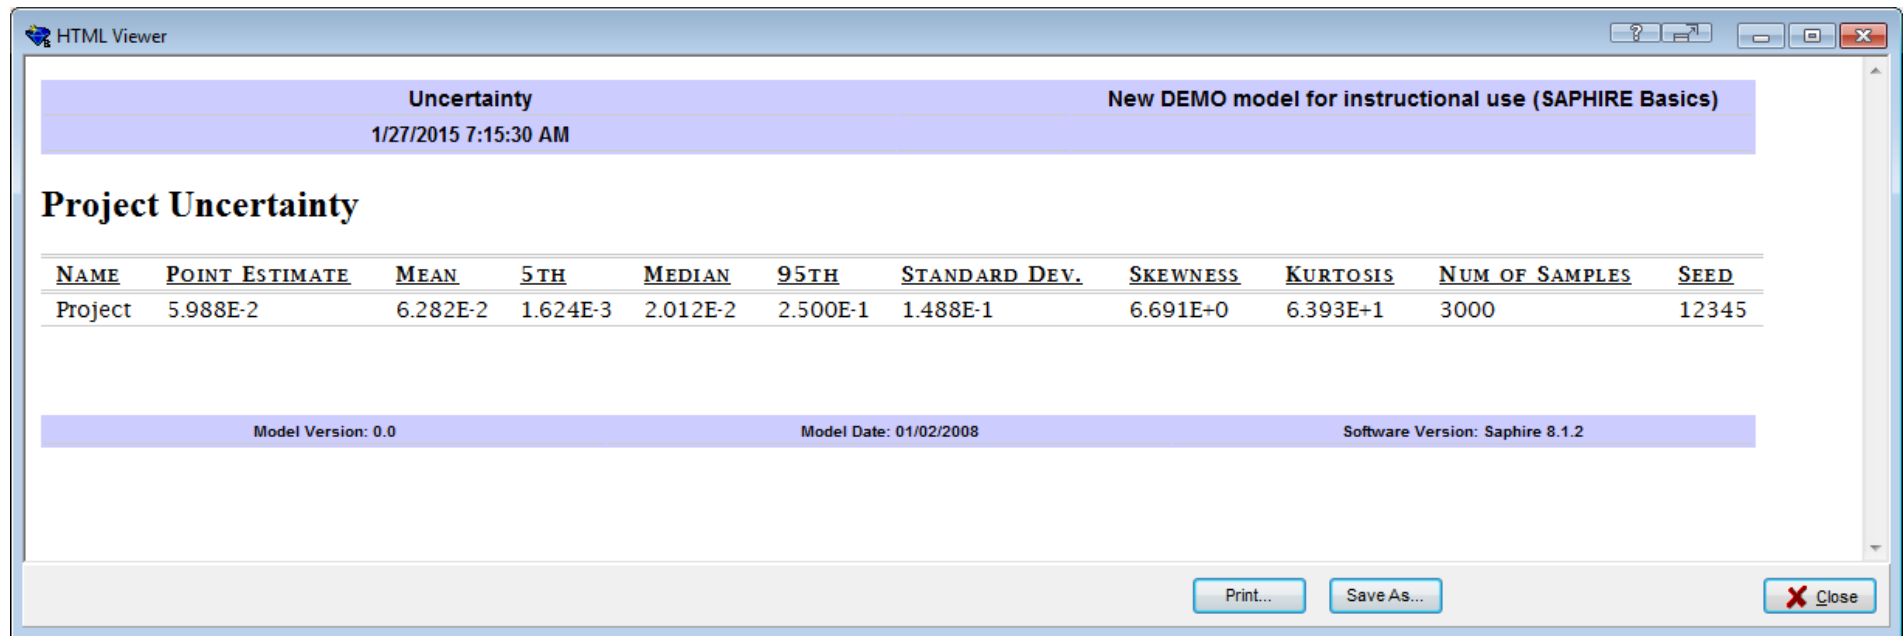 HTML Viewer
Uncertainty New DEMO model for instructional use (SAPHIRE Basics)
1/27/2015 7:15:30 AM
Project Uncertainty
NAME POINT ESTIMATE MEAN 5TH MEDIAN 95TH STANDARD DEV. SKEWNESS KURTOSIS NUM OF SAMPLES SEED
Project 5.988E-2 6.282E-2 1.624E-3 2.012E-2 2.500E-1 1.488E-1 6.691E+0 6.393E+1 3000 12345
Model Version: 0.0 Model Date: 01/02/2008 Software Version: Saphire 8.1.2
Print... Save As... Close